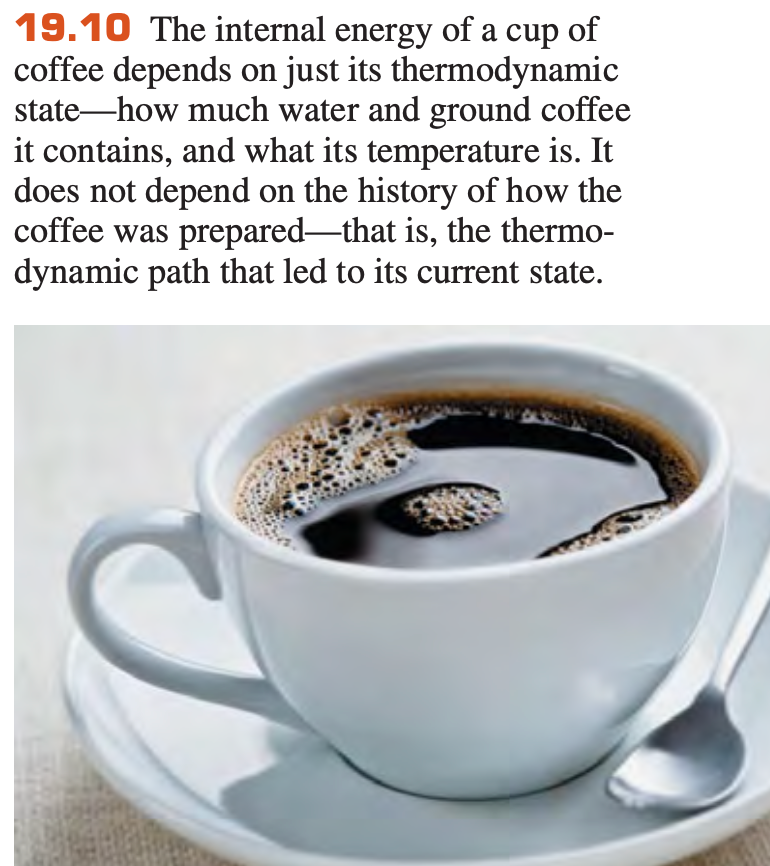 19.10 The internal energy of a cup of
coffee depends on just its thermodynamic
state—how much water and ground coffee
it contains, and what its temperature is. It
does not depend on the history of how the
coffee was prepared—that is, the thermo-
dynamic path that led to its current state.